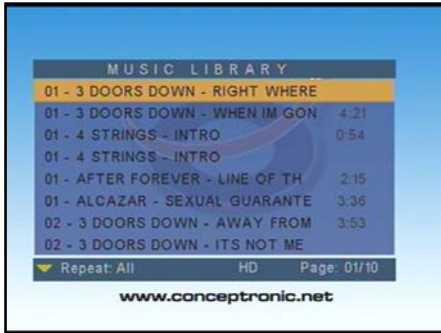 MUSIC LIBRARY
01 - 3 DOORS DOWN - RIGHT WHERE
01 - 3 DOORS DOWN - WHEN IM GON 4:21
01 - 4 STRINGS - INTRO 0:54
01 - 4 STRINGS - INTRO
01 - AFTER FOREVER - LINE OF TH 2:15
01 - ALCAZAR - SEXUAL GUARANTE 3:36
02 - 3 DOORS DOWN - AWAY FROM 3:53
02 - 3 DOORS DOWN - ITS NOT ME
Repeat: All HD Page: 01/10
www.conceptronic.net